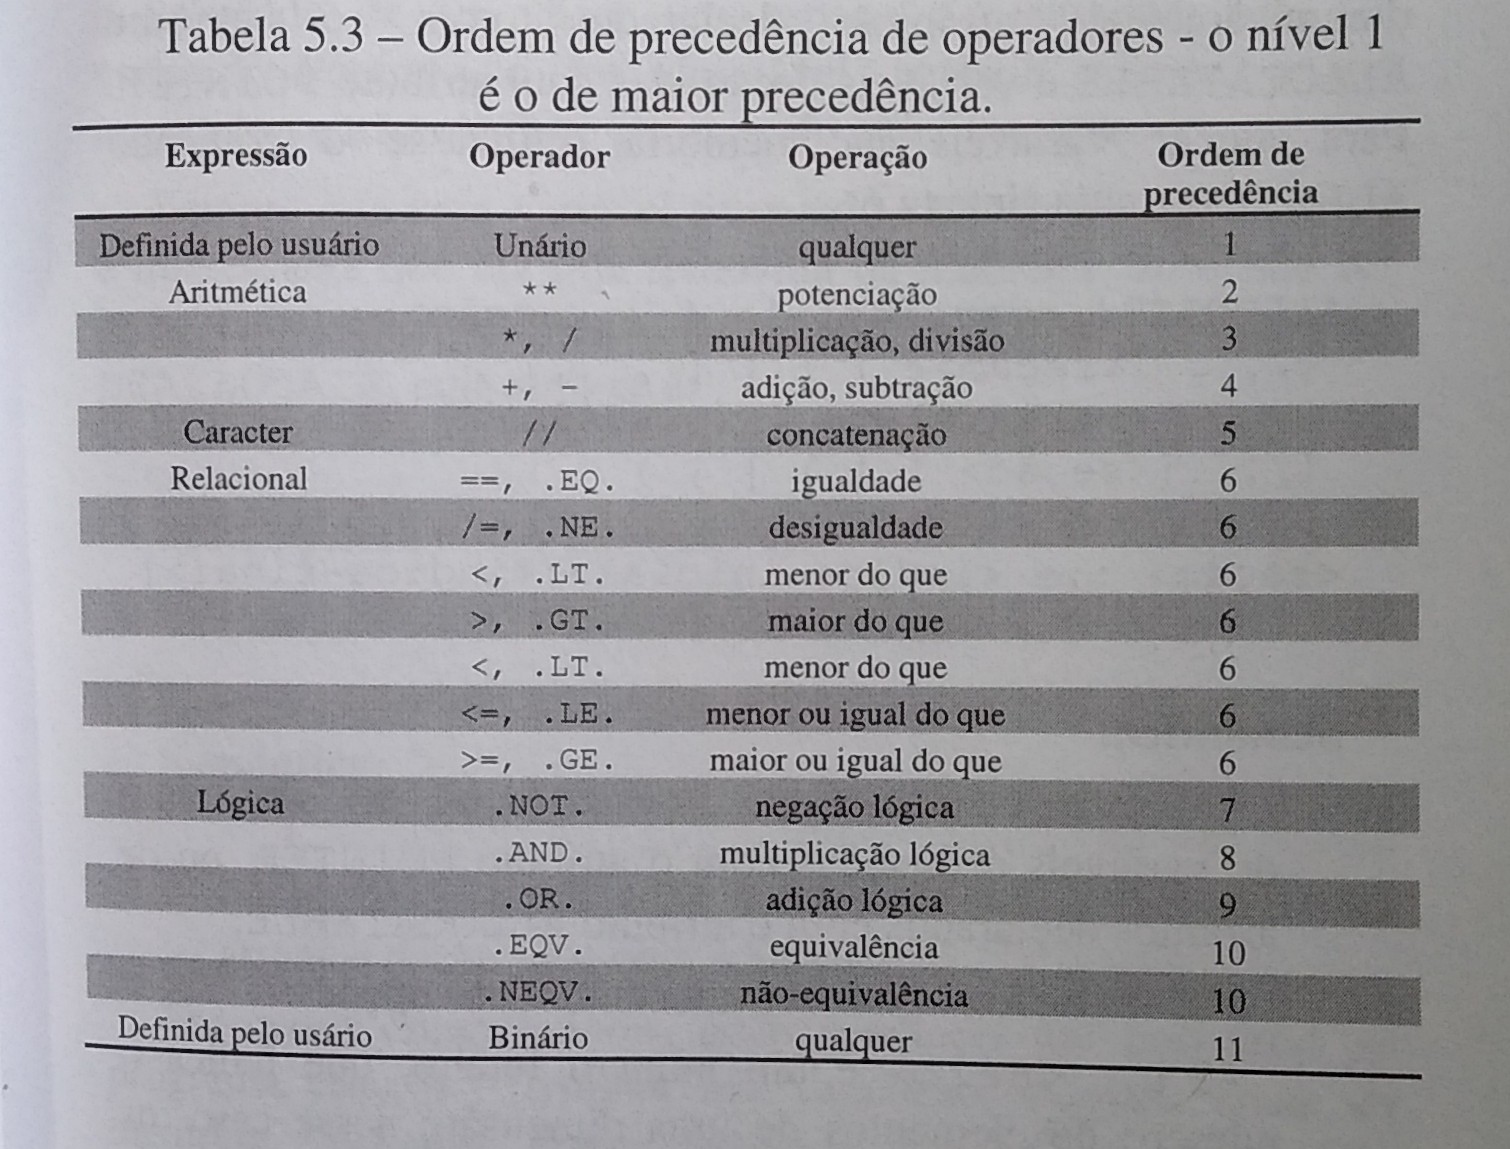 Tabela 5.3 – Ordem de precedência de operadores - o nível 1
é o de maior precedência.
Expressão Operador Operação Ordem de
precedência
Definida pelo usuário Unário qualquer 1
Aritmética ** potenciação 2
*, / multiplicação, divisão 3
+, − adição, subtração 4
Caracter // concatenação 5
Relacional ==, .EQ. igualdade 6
/=, .NE. desigualdade 6
<, .LT. menor do que 6
>, .GT. maior do que 6
<, .LT. menor do que 6
<=, .LE. menor ou igual do que 6
>=, .GE. maior ou igual do que 6
Lógica .NOT. negação lógica 7
.AND. multiplicação lógica 8
.OR. adição lógica 9
.EQV. equivalência 10
.NEQV. não-equivalência 10
Definida pelo usário Binário qualquer 11